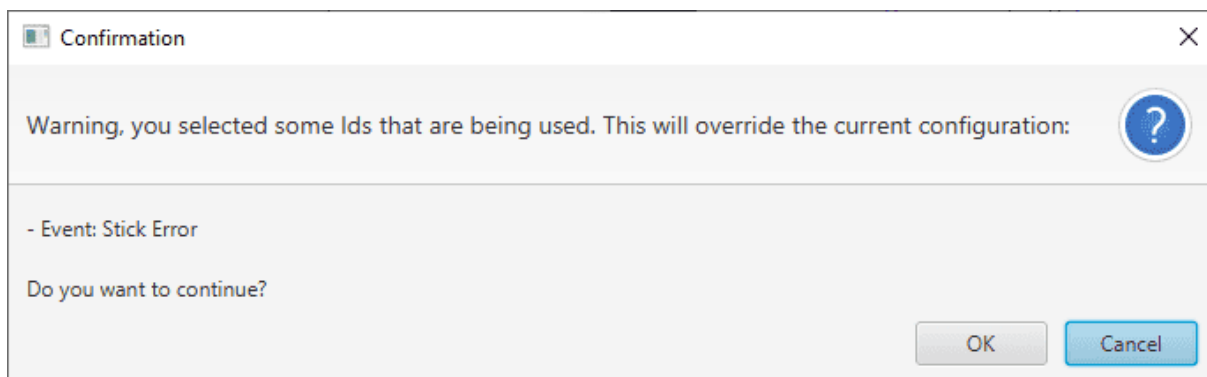 Confirmation
Warning, you selected some Ids that are being used. This will override the current configuration:
?
- Event: Stick Error
Do you want to continue?
OK
Cancel